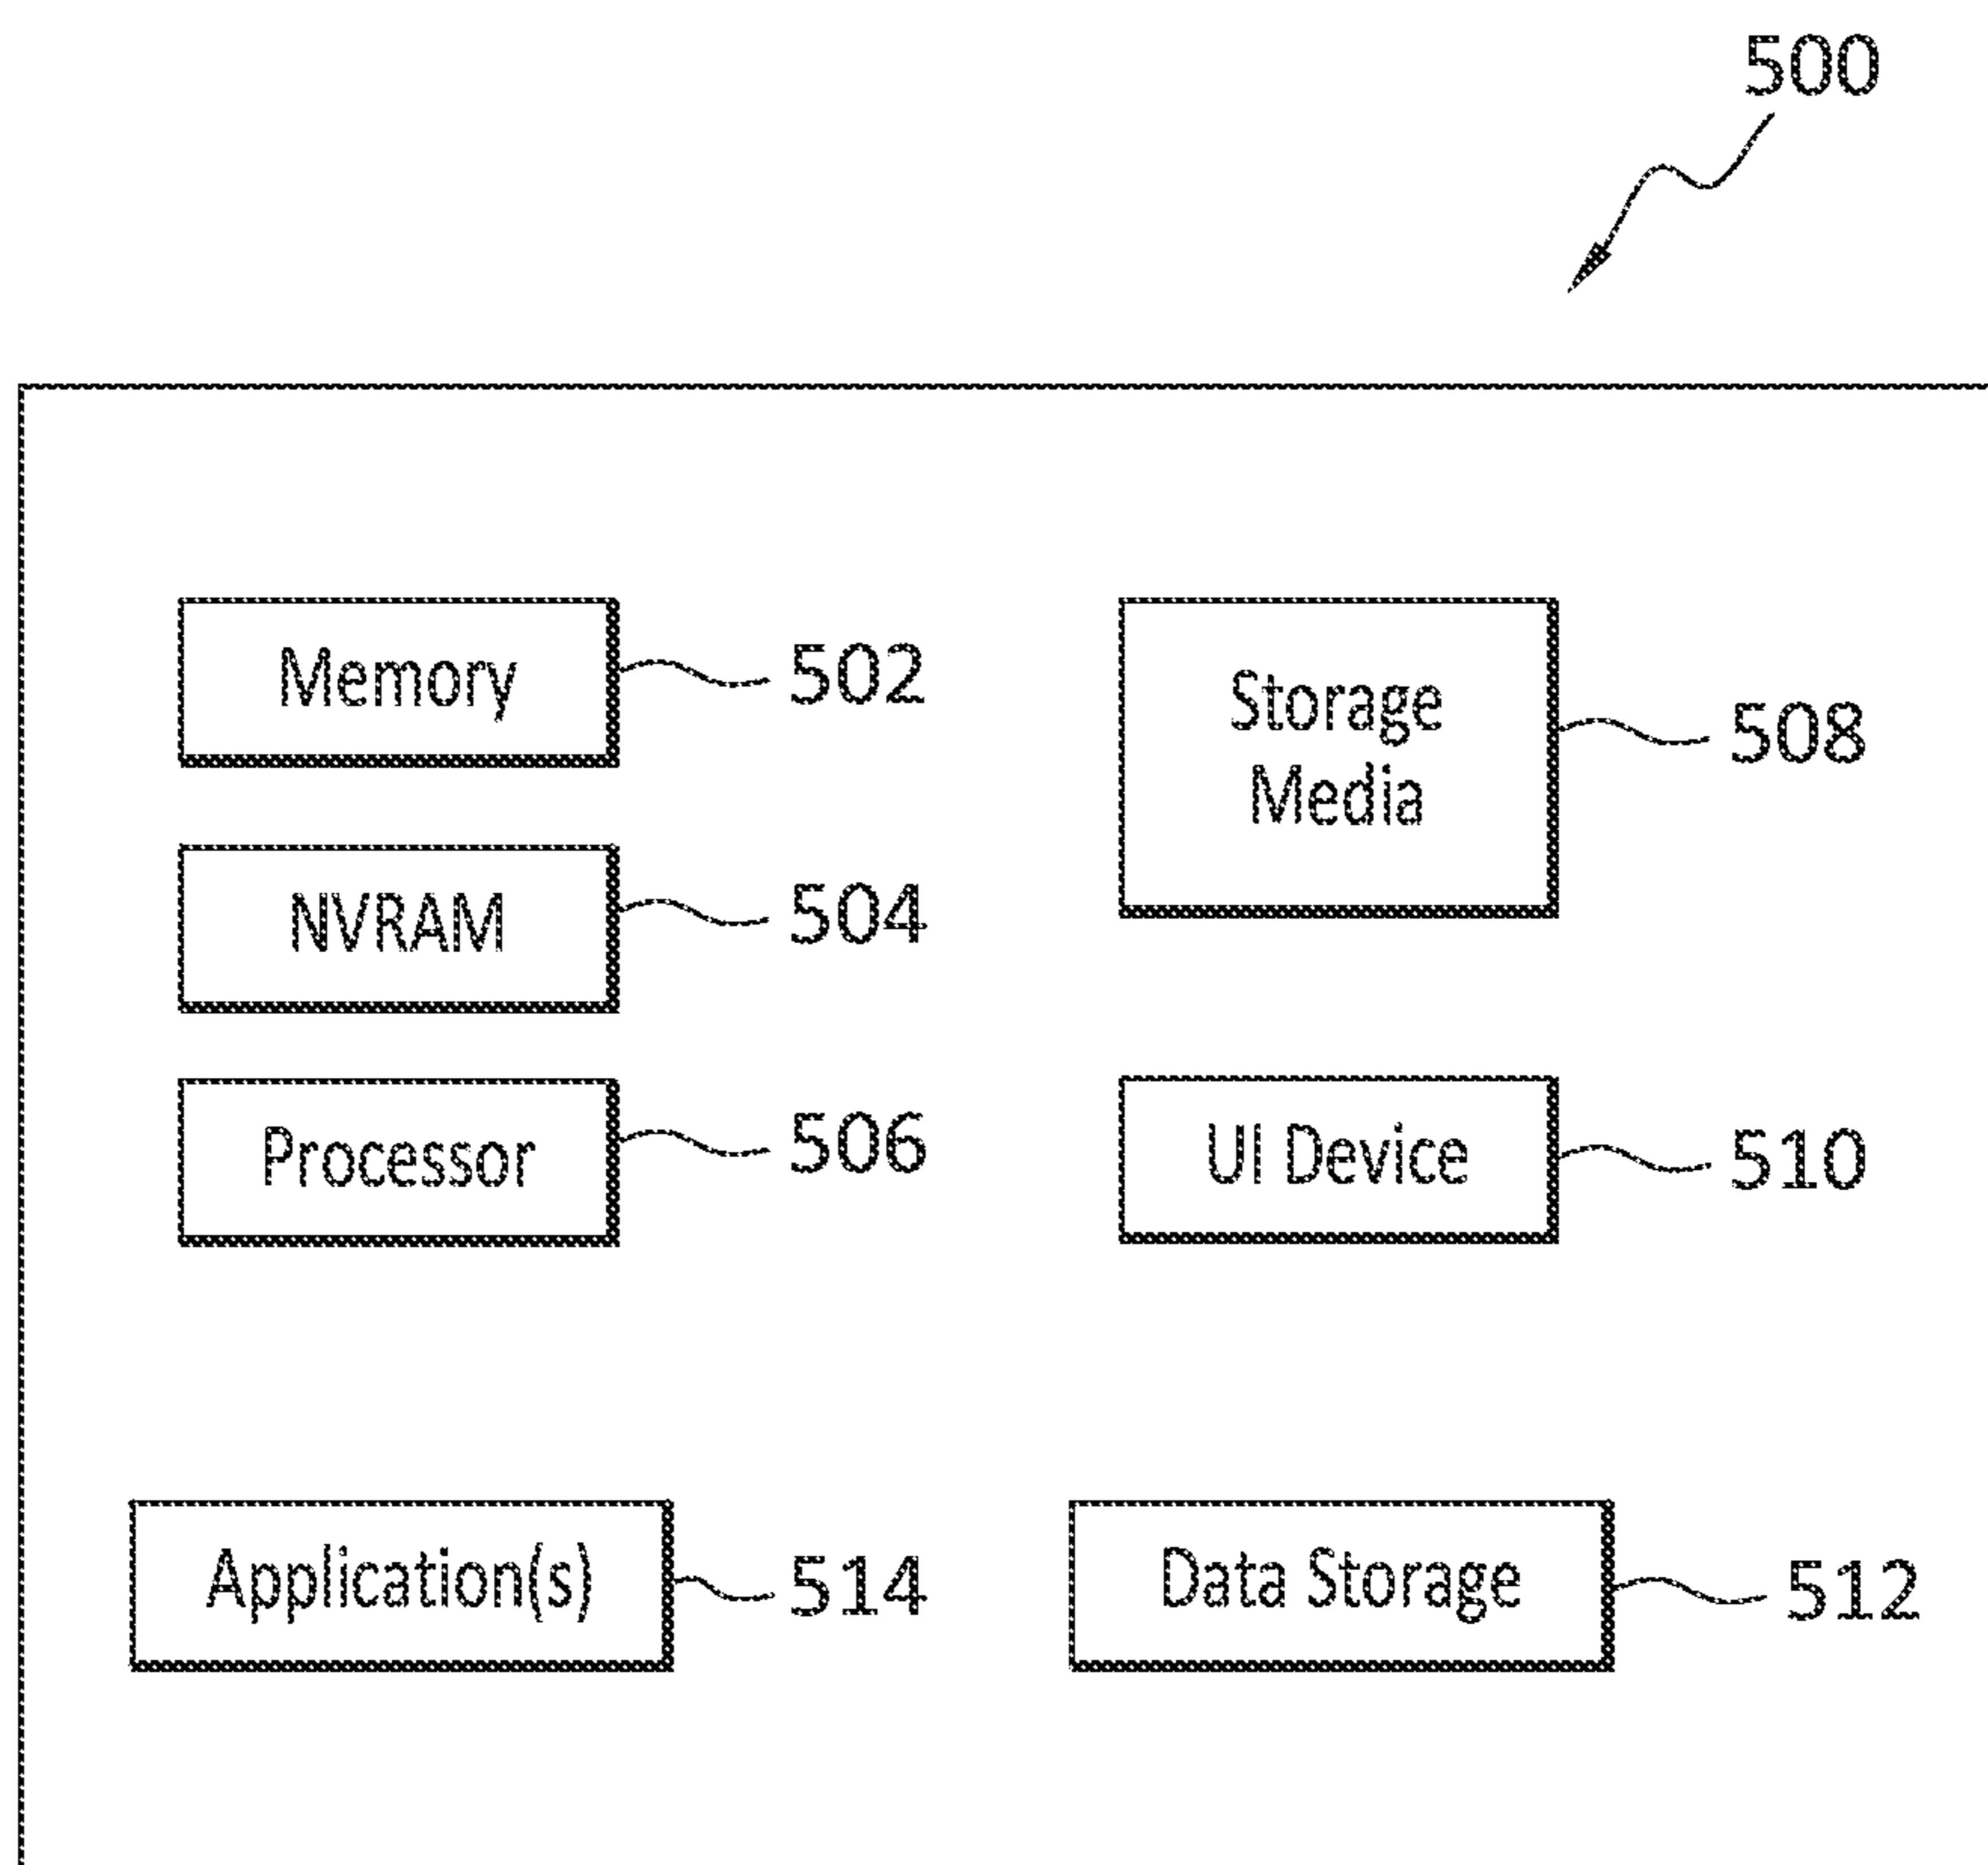 500
Memory
502
Storage
Media
508
NVRAM
504
Processor
506
UI Device
510
Application(s)
514
Data Storage
512